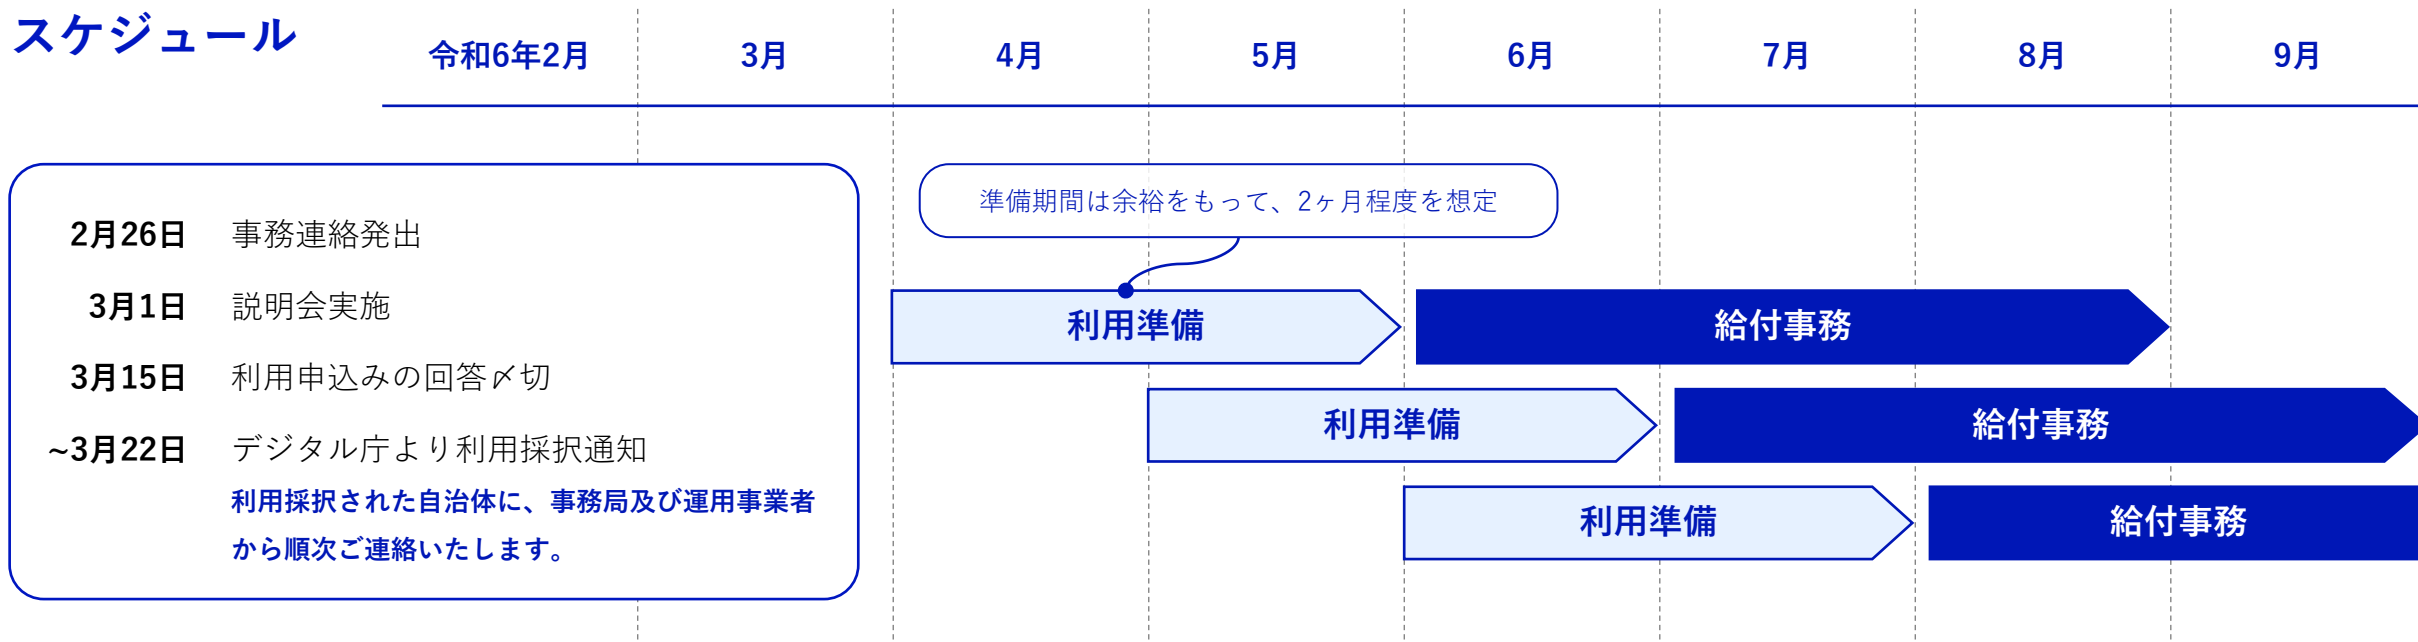 スケジュール
令和6年2月
3月
4月
5月
6月
7月
8月
9月
2月26日 事務連絡発出
3月1日 説明会実施
3月15日 利用申込みの回答〆切
~3月22日 デジタル庁より利用採択通知
利用採択された自治体に、事務局及び運用事業者
から順次ご連絡いたします。
準備期間は余裕をもって、2ヶ月程度を想定
利用準備
給付事務
利用準備
給付事務
利用準備
給付事務